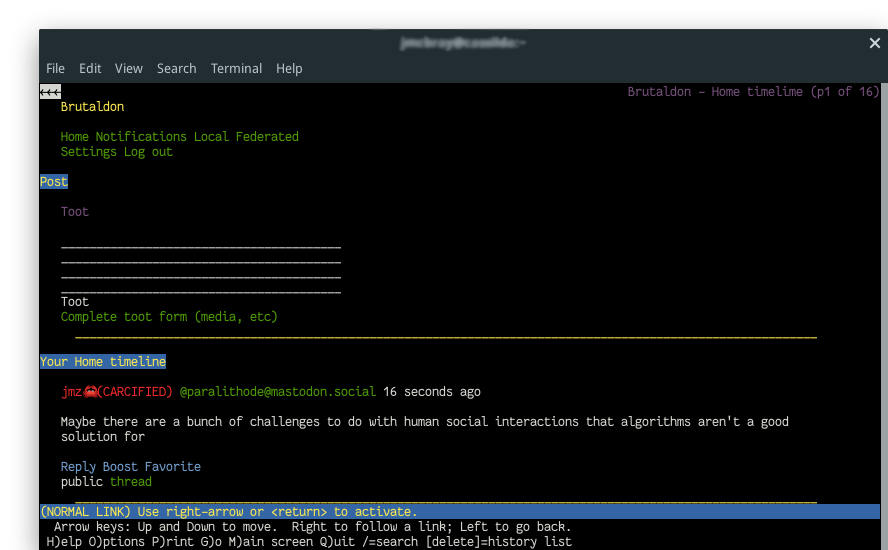 File Edit View Search Terminal Help
<<< Brutaldon - Home timeline (p1 of 16)
Brutaldon
Home Notifications Local Federated
Settings Log out
Post
Toot
Toot
Complete toot form (media, etc)
Your Home timeline
jmz🦀(CARCIFIED) @paralithode@mastodon.social 16 seconds ago
Maybe there are a bunch of challenges to do with human social interactions that algorithms aren't a good
solution for
Reply Boost Favorite
public thread
(NORMAL LINK) Use right-arrow or <return> to activate.
Arrow keys: Up and Down to move. Right to follow a link; Left to go back.
H)elp O)ptions P)rint G)o M)ain screen Q)uit /=search [delete]=history list